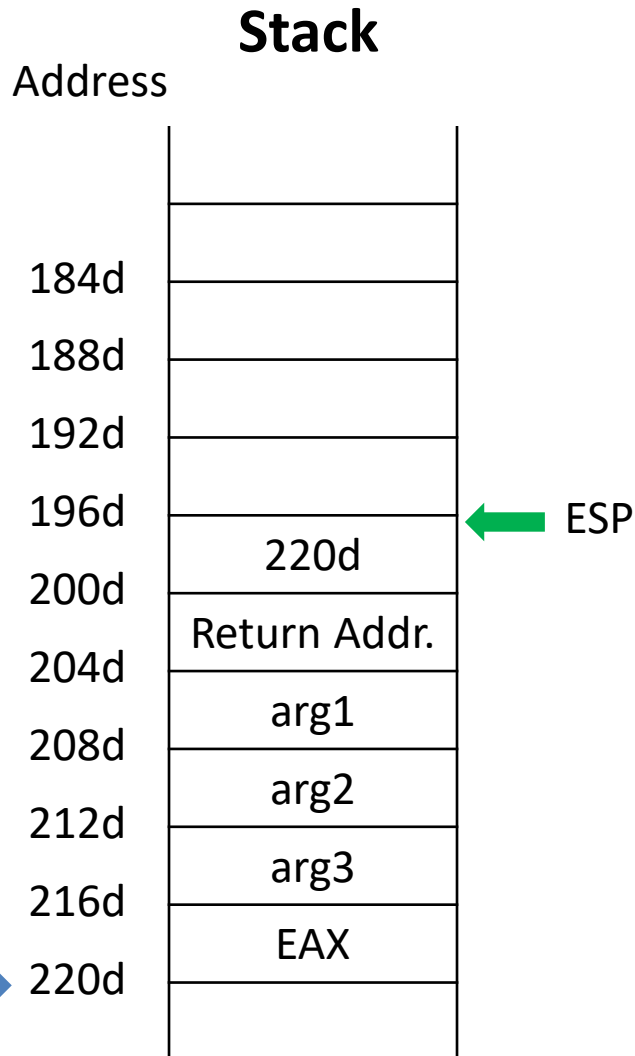 Stack
Address
184d
188d
192d
196d
ESP
220d
200d
Return Addr.
204d
arg1
208d
arg2
212d
arg3
216d
EAX
220d